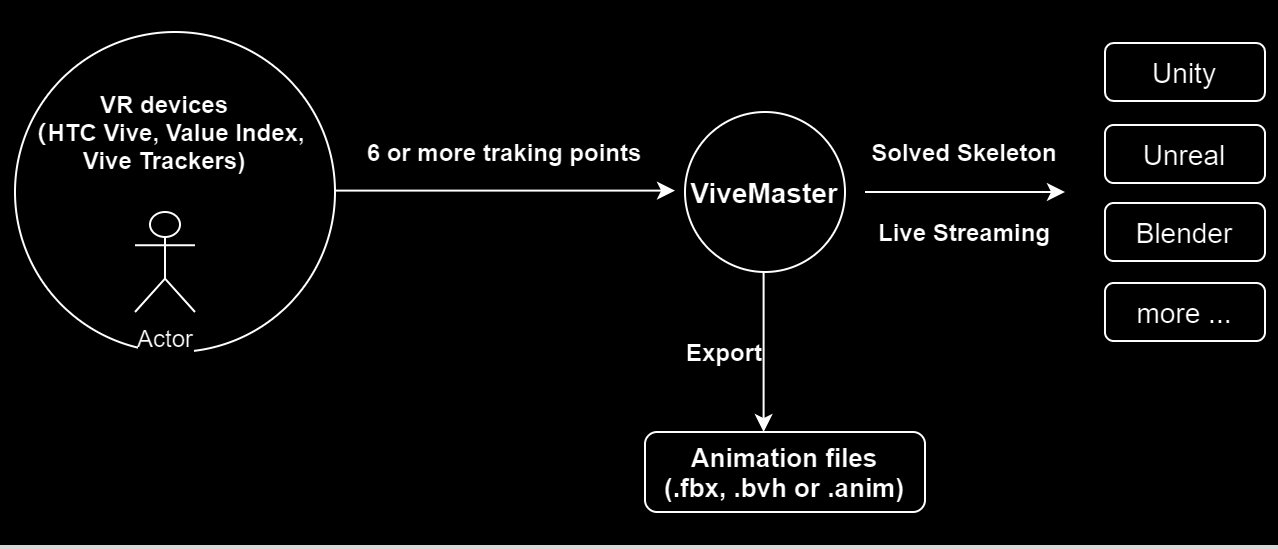 VR devices
(HTC Vive, Value Index,
Vive Trackers)
Actor
6 or more traking points
ViveMaster
Solved Skeleton
Live Streaming
Unity
Unreal
Blender
more ...
Export
Animation files
(.fbx, .bvh or .anim)